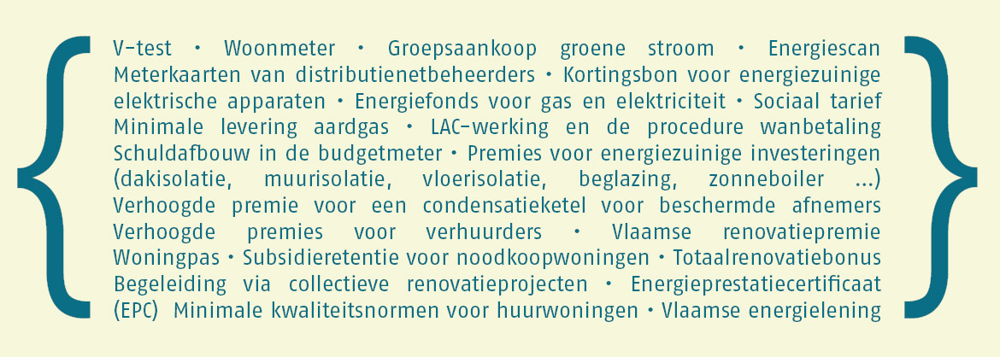 V-test • Woonmeter • Groepsaankoop groene stroom • Energiescan
Meterkaarten van distributienetbeheerders • Kortingsbon voor energiezuinige
elektrische apparaten • Energiefonds voor gas en elektriciteit • Sociaal tarief
Minimale levering aardgas • LAC-werking en de procedure wanbetaling
Schuldafbouw in de budgetmeter • Premies voor energiezuinige investeringen
(dakisolatie, muurisolatie, vloerisolatie, beglazing, zonneboiler ...)
Verhoogde premie voor een condensatieketel voor beschermde afnemers
Verhoogde premies voor verhuurders • Vlaamse renovatiepremie
Woningpas • Subsidieretentie voor noodkoopwoningen • Totaalrenovatiebonus
Begeleiding via collectieve renovatieprojecten • Energieprestatiecertificaat
(EPC) Minimale kwaliteitsnormen voor huurwoningen • Vlaamse energielening